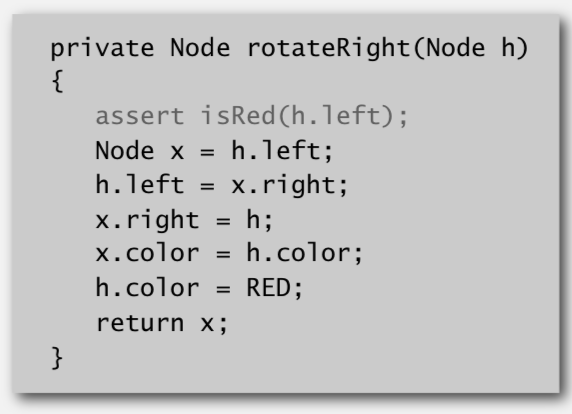 private Node rotateRight(Node h)
{
   assert isRed(h.left);
   Node x = h.left;
   h.left = x.right;
   x.right = h;
   x.color = h.color;
   h.color = RED;
   return x;
}